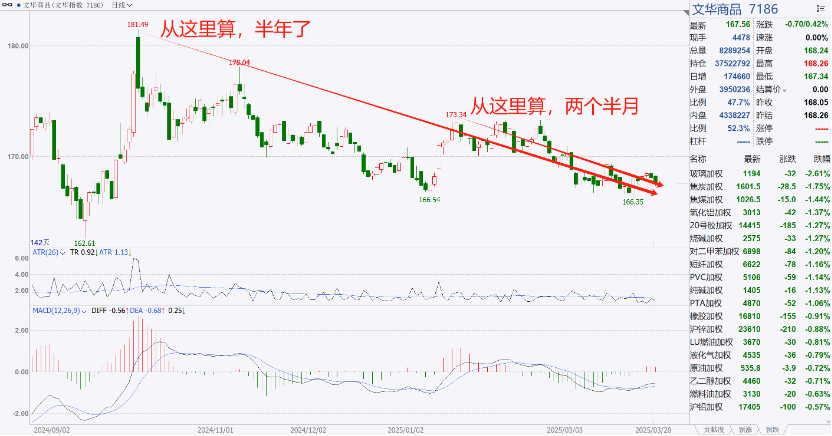 文华商品(文华指数 7186) 日线
181.49
从这里算，半年了
180.00
178.04
从这里算，两个半月
173.34
170.00
166.54
166.35
142天
162.61
ATR(26) TR 0.92↓ ATR 1.13↓
6.00
4.00
2.00
MACD(12,26,9) DIFF -0.56↑ DEA -0.68↑ 0.25↓
2.00
0.00
-2.00
2024/09/02 2024/11/01 2024/12/02 2025/01/02 2025/03/03 2025/03/28
文华商品 7186
最新 167.56 涨跌 -0.70/0.42%
现手 4478 速涨 0.00%
总量 8289254 开盘 168.24
持仓 37522792 最高 168.26
日增 174660 最低 167.34
外盘 3950236 结算价 0.00
比例 47.7% 昨收 168.05
内盘 4338227 昨结 168.26
比例 52.3% 涨停 -----
杠杆 ----- 跌停 -----
名称 最新 涨跌 涨跌幅
玻璃加权 1194 -32 -2.61%
焦炭加权 1601.5 -28.5 -1.75%
焦煤加权 1026.5 -15.0 -1.44%
氧化铝加权 3013 -42 -1.37%
20号胶加权 14415 -185 -1.27%
烧碱加权 2575 -33 -1.27%
对二甲苯加权 6898 -84 -1.20%
短纤加权 6622 -78 -1.16%
PVC加权 5106 -59 -1.14%
纯碱加权 1405 -16 -1.13%
PTA加权 4870 -52 -1.06%
橡胶加权 16810 -155 -0.91%
沪锌加权 23610 -210 -0.88%
LU燃油加权 3670 -30 -0.81%
液化气加权 4535 -36 -0.79%
原油加权 535.8 -3.9 -0.72%
乙二醇加权 4460 -32 -0.71%
燃料油加权 3130 -20 -0.63%
沪铅加权 17405 -100 -0.57%
贡献度 领涨 领跌